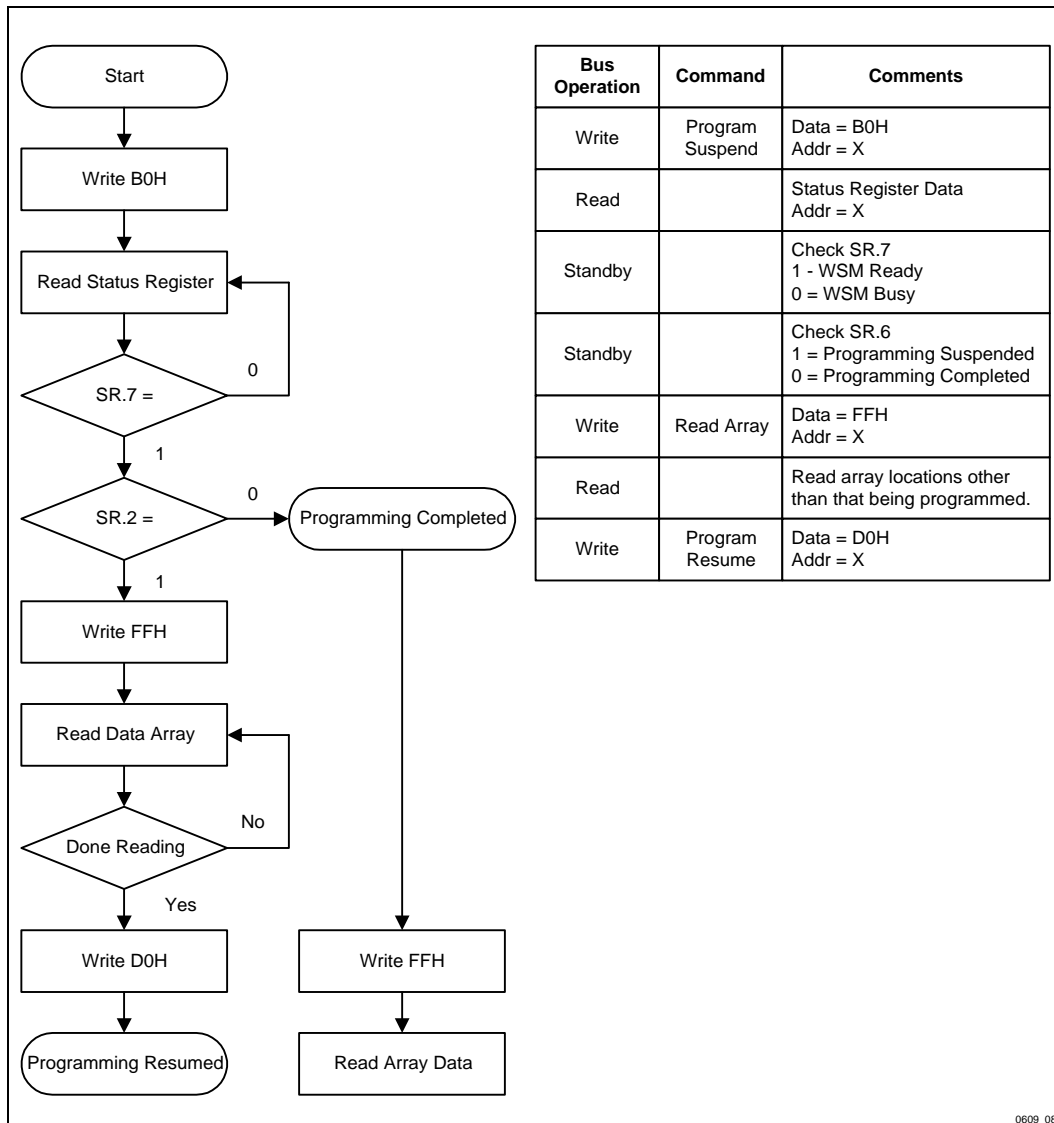 Start
Write B0H
Read Status Register
0
SR.7 =
1
0
SR.2 =
Programming Completed
1
Write FFH
Read Data Array
No
Done Reading
Yes
Write D0H
Write FFH
Programming Resumed
Read Array Data
Bus
Operation
Command
Comments
Write
Program
Suspend
Data = B0H
Addr = X
Read
Status Register Data
Addr = X
Standby
Check SR.7
1 - WSM Ready
0 = WSM Busy
Standby
Check SR.6
1 = Programming Suspended
0 = Programming Completed
Write
Read Array
Data = FFH
Addr = X
Read
Read array locations other
than that being programmed.
Write
Program
Resume
Data = D0H
Addr = X
0609_08